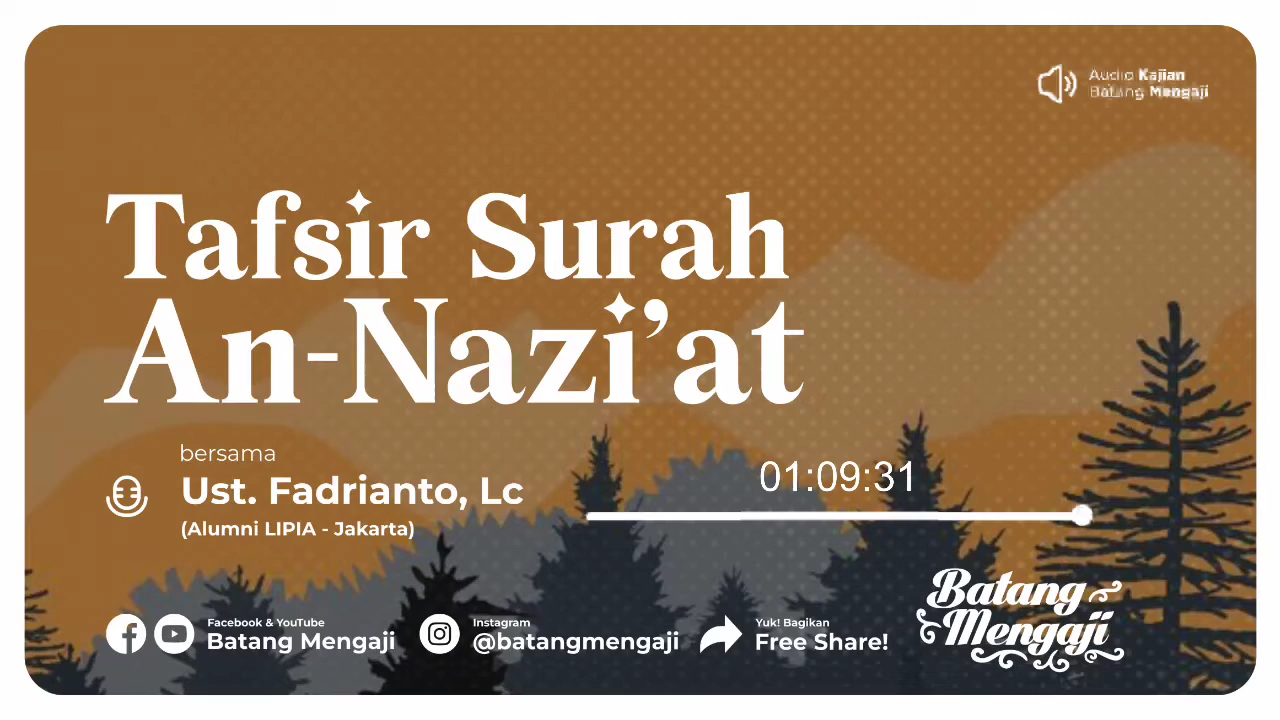 Audio Kajian
Batang Mengaji
Tafsir Surah
An-Nazi'at
bersama
Ust. Fadrianto, Lc
(Alumni LIPIA - Jakarta)
01:09:31
Facebook & YouTube
Batang Mengaji
Instagram
@batangmengaji
Yuk! Bagikan
Free Share!
Batang
Mengaji